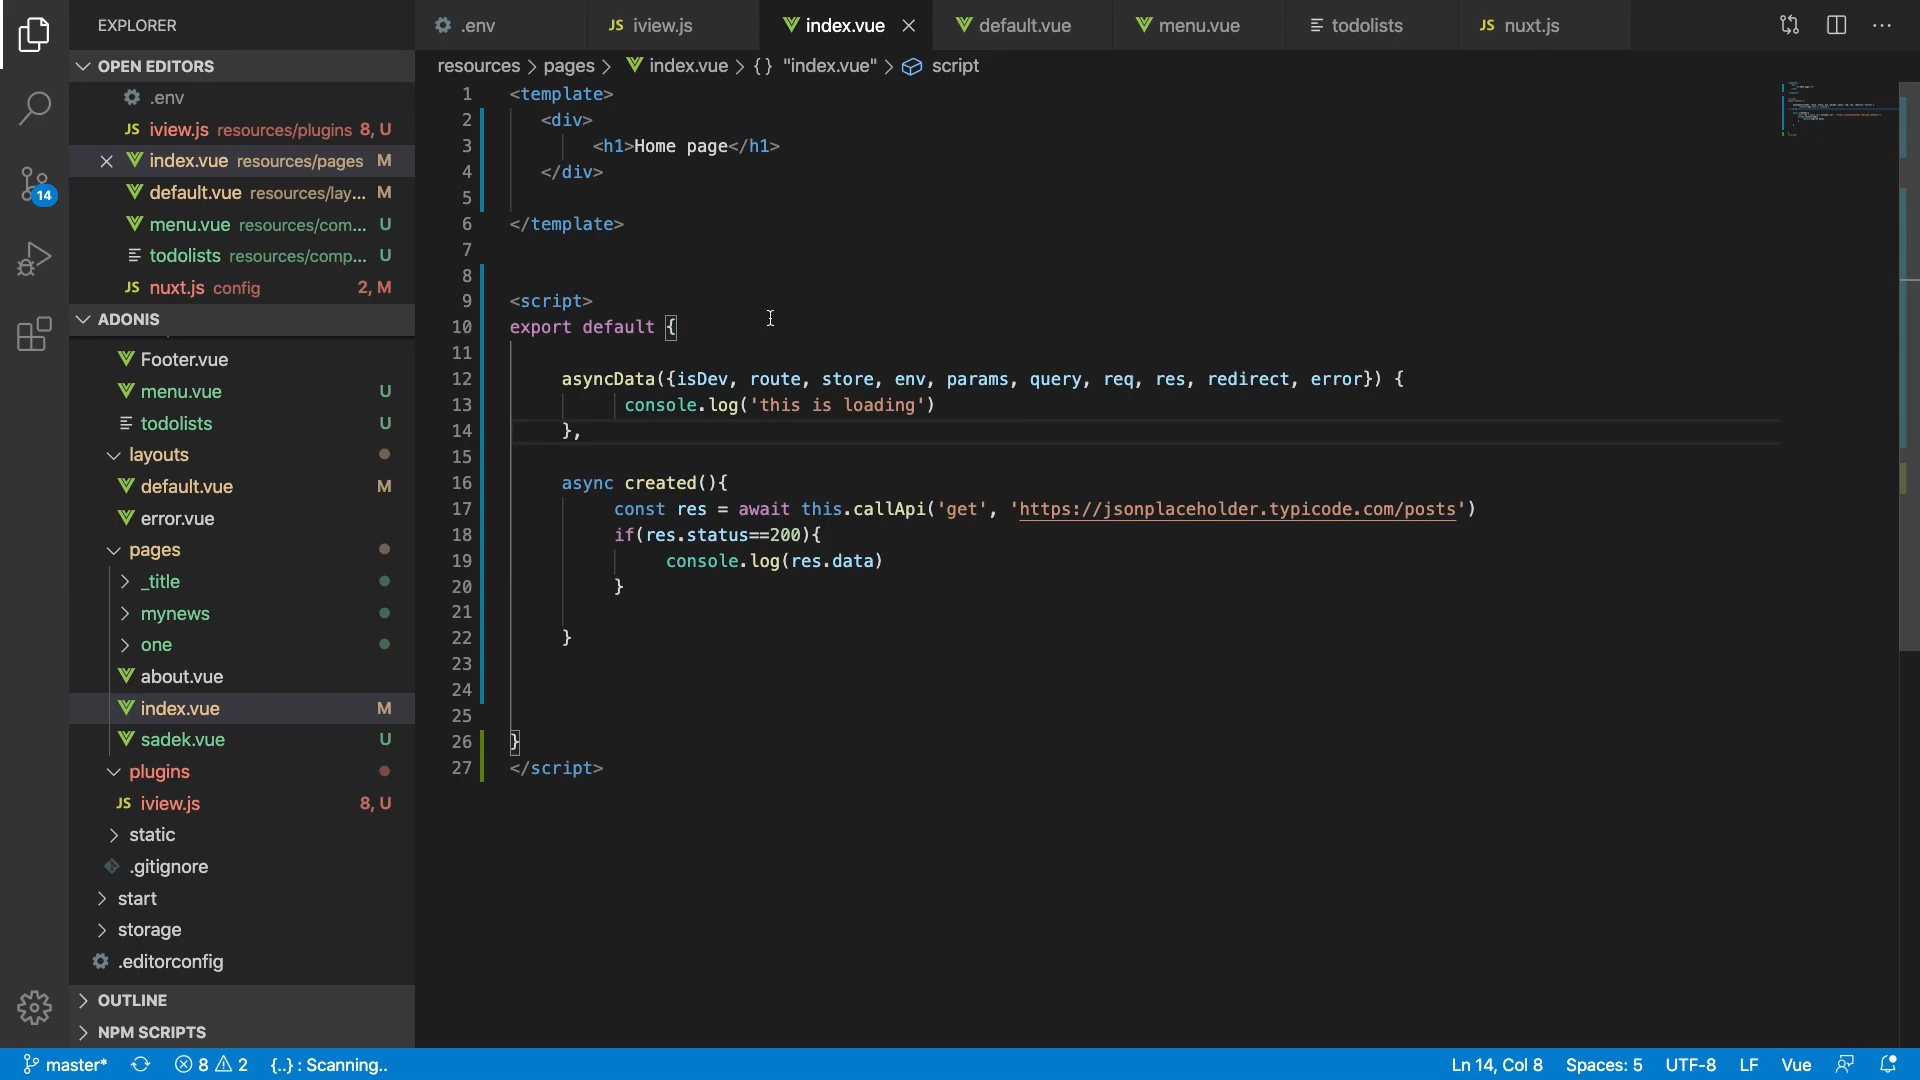 EXPLORER
OPEN EDITORS
.env
JS iview.js resources/plugins 8, U
index.vue resources/pages M
default.vue resources/lay... M
menu.vue resources/com... U
todolists resources/comp... U
JS nuxt.js config 2, M
ADONIS
Footer.vue
menu.vue U
todolists U
layouts
default.vue M
error.vue
pages
_title
mynews
one
about.vue
index.vue M
sadek.vue U
plugins
JS iview.js 8, U
static
.gitignore
start
storage
.editorconfig
OUTLINE
NPM SCRIPTS
14
.env JS iview.js index.vue default.vue menu.vue todolists JS nuxt.js
resources > pages > index.vue > {} "index.vue" > script
1 <template>
2 <div>
3 <h1>Home page</h1>
4 </div>
5
6 </template>
7
8
9 <script>
10 export default {
11
12 asyncData({isDev, route, store, env, params, query, req, res, redirect, error}) {
13 console.log('this is loading')
14 },
15
16 async created(){
17 const res = await this.callApi('get', 'https://jsonplaceholder.typicode.com/posts')
18 if(res.status==200){
19 console.log(res.data)
20 }
21
22 }
23
24
25
26 }
27 </script>
master* 8 2 {..} : Scanning.. Ln 14, Col 8 Spaces: 5 UTF-8 LF Vue